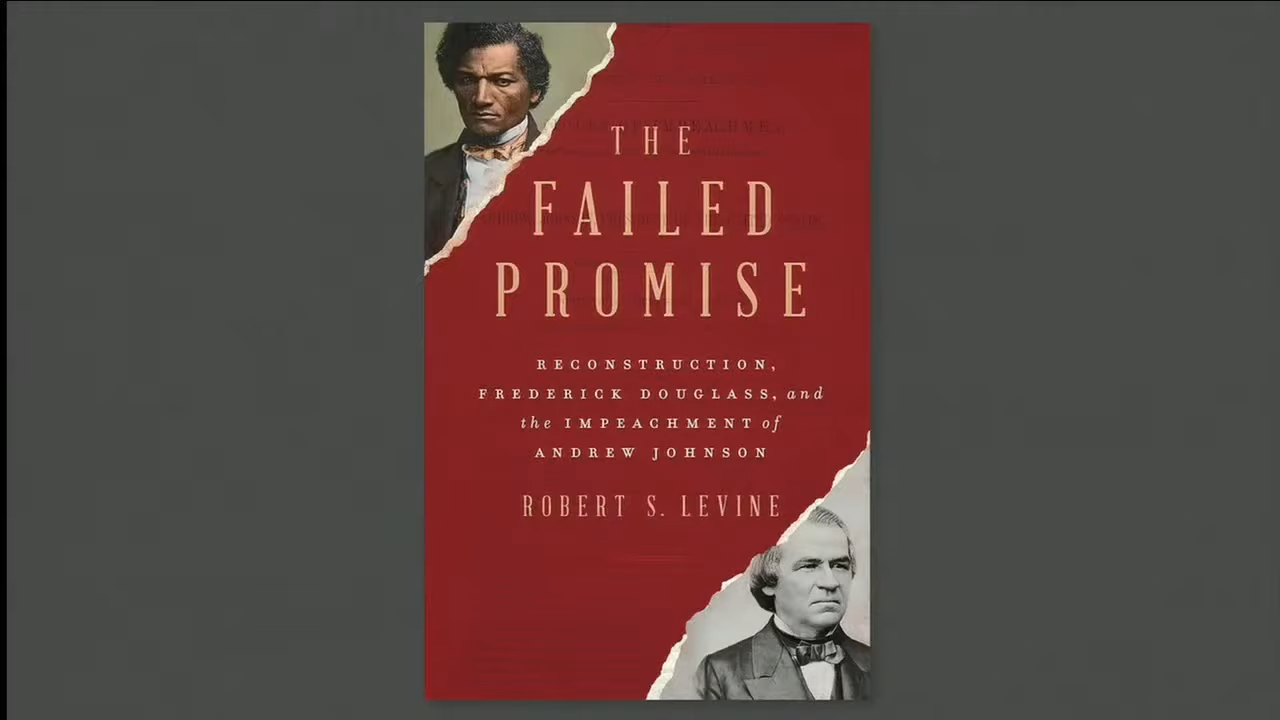 THE
FAILED
PROMISE
RECONSTRUCTION,
FREDERICK DOUGLASS, and
the IMPEACHMENT of
ANDREW JOHNSON
ROBERT S. LEVINE